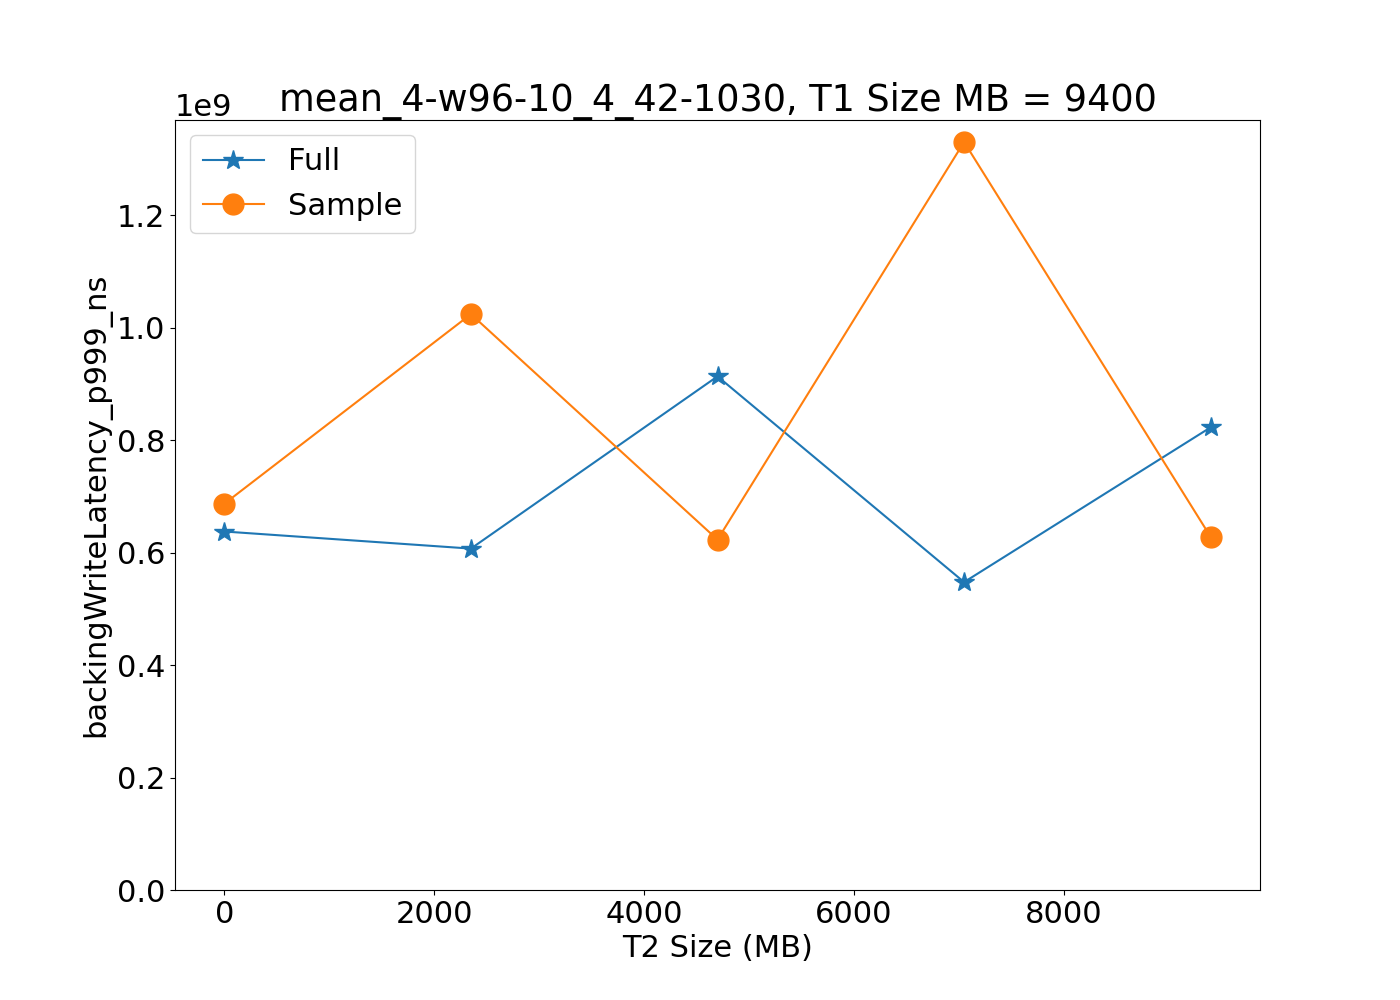 mean_4-w96-10_4_42-1030, T1 Size MB = 9400
1e9
Full
Sample
1.2
1.0
0.8
0.6
0.4
0.2
0.0
backingWriteLatency_p999_ns
0
2000
4000
6000
8000
T2 Size (MB)